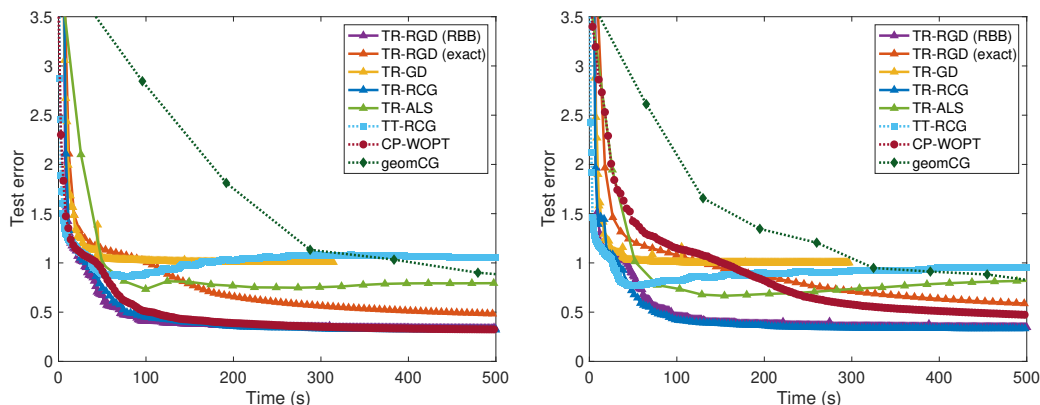 3.5
3
2.5
2
1.5
1
0.5
0
Test error
0 100 200 300 400 500
Time (s)
TR-RGD (RBB)
TR-RGD (exact)
TR-GD
TR-RCG
TR-ALS
TT-RCG
CP-WOPT
geomCG
3.5
3
2.5
2
1.5
1
0.5
0
Test error
0 100 200 300 400 500
Time (s)
TR-RGD (RBB)
TR-RGD (exact)
TR-GD
TR-RCG
TR-ALS
TT-RCG
CP-WOPT
geomCG